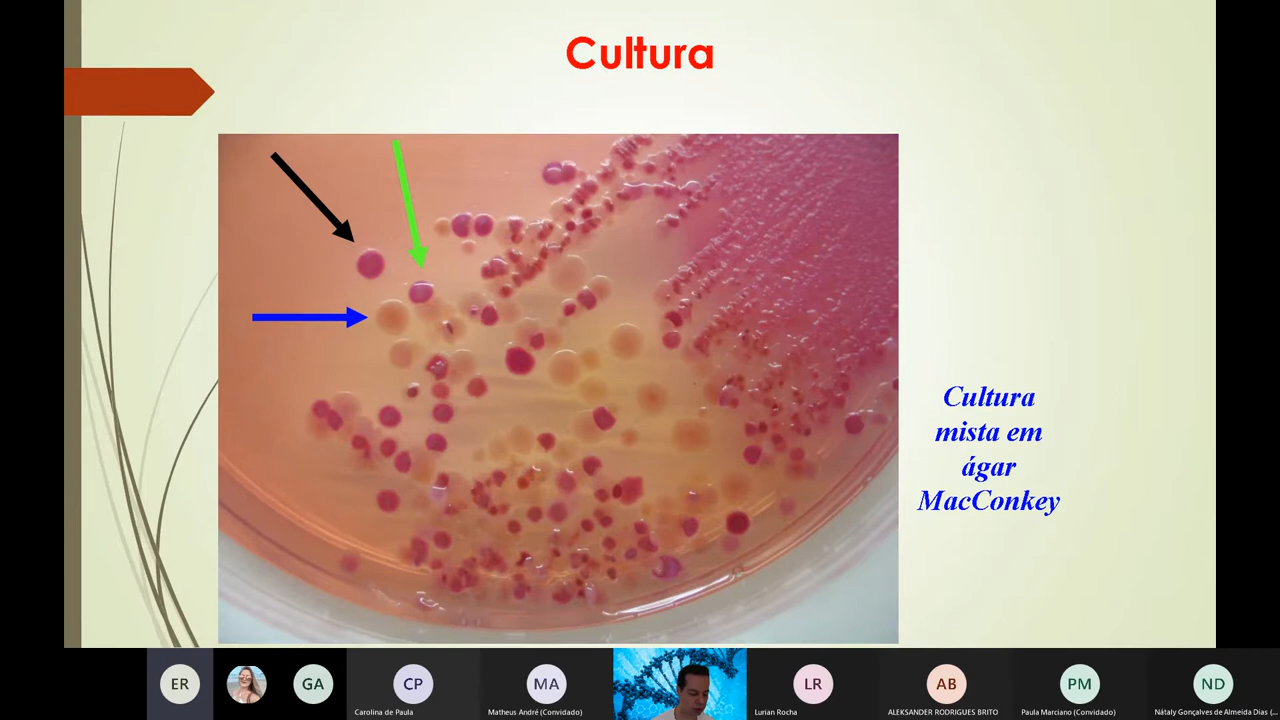 Cultura
Cultura
mista em
ágar
MacConkey
ER
GA
CP
MA
LR
AB
PM
ND
Carolina de Paula
Matheus André (Convidado)
Lurian Rocha
ALEKSANDER RODRIGUES BRITO
Paula Marciano (Convidado)
Nátaly Gonçalves de Almeida Dias (...